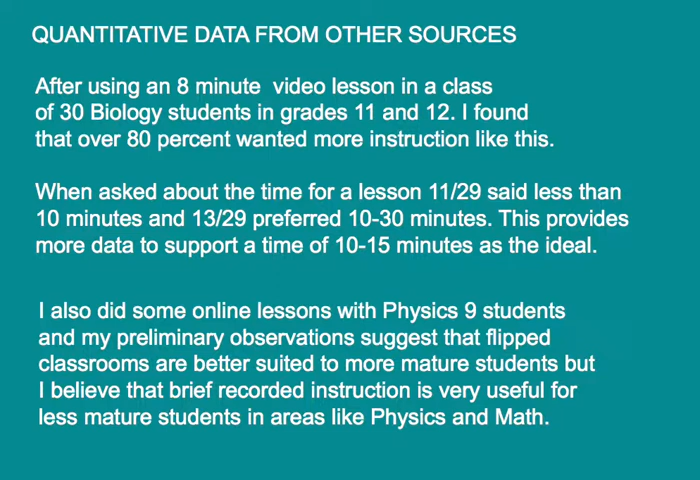 QUANTITATIVE DATA FROM OTHER SOURCES
After using an 8 minute video lesson in a class
of 30 Biology students in grades 11 and 12. I found
that over 80 percent wanted more instruction like this.
When asked about the time for a lesson 11/29 said less than
10 minutes and 13/29 preferred 10-30 minutes. This provides
more data to support a time of 10-15 minutes as the ideal.
I also did some online lessons with Physics 9 students
and my preliminary observations suggest that flipped
classrooms are better suited to more mature students but
I believe that brief recorded instruction is very useful for
less mature students in areas like Physics and Math.